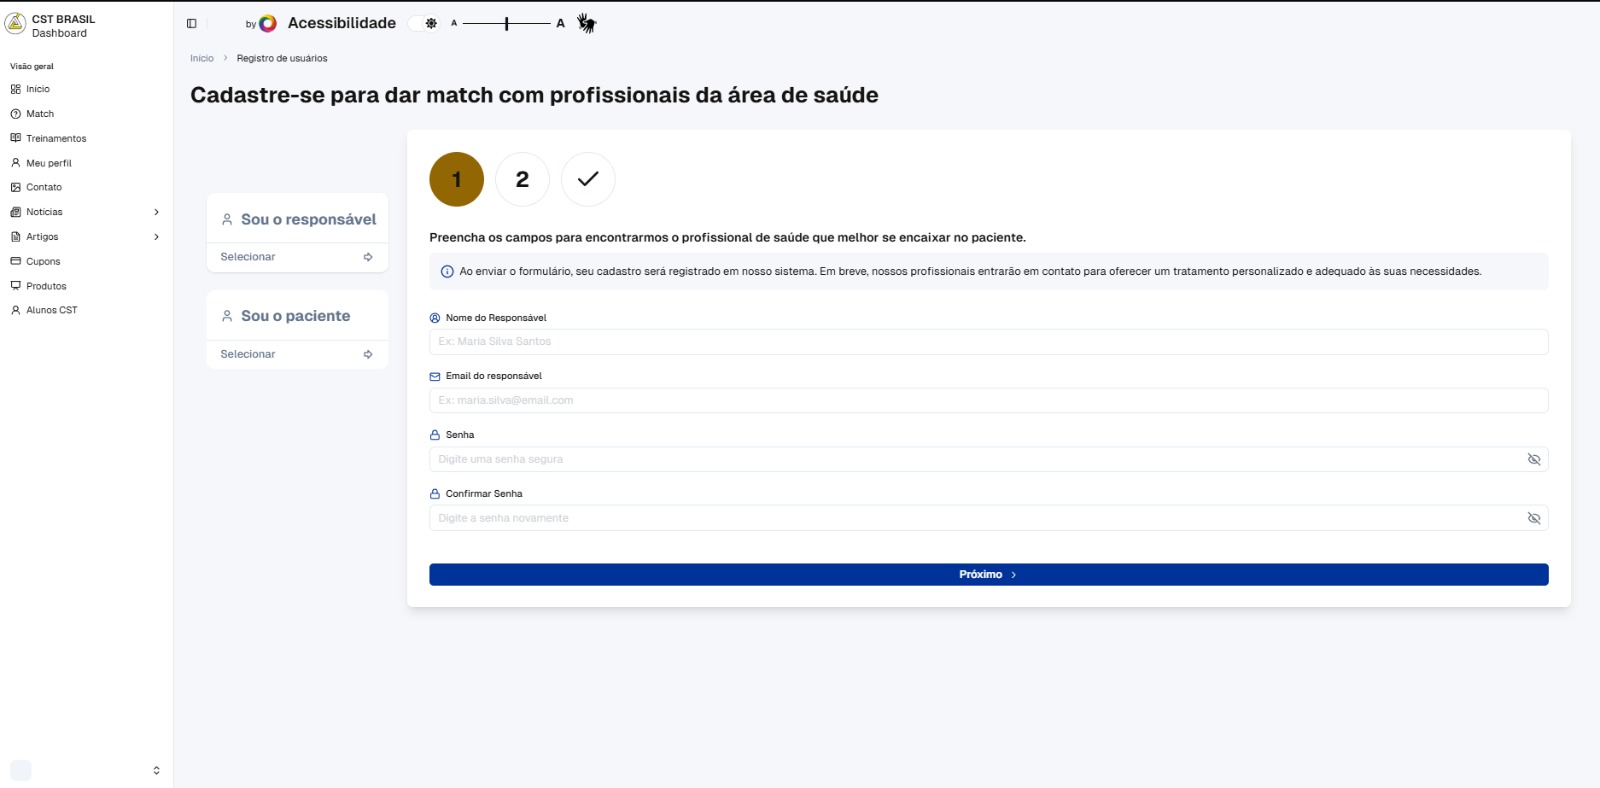 CST BRASIL
Dashboard
Visão geral
Início
Match
Treinamentos
Meu perfil
Contato
Notícias
Artigos
Cupons
Produtos
Alunos CST
by Acessibilidade A A
Início > Registro de usuários
Cadastre-se para dar match com profissionais da área de saúde
Sou o responsável
Selecionar
Sou o paciente
Selecionar
1 2
Preencha os campos para encontrarmos o profissional de saúde que melhor se encaixar no paciente.
Ao enviar o formulário, seu cadastro será registrado em nosso sistema. Em breve, nossos profissionais entrarão em contato para oferecer um tratamento personalizado e adequado às suas necessidades.
Nome do Responsável
Ex: Maria Silva Santos
Email do responsável
Ex: maria.silva@email.com
Senha
Digite uma senha segura
Confirmar Senha
Digite a senha novamente
Próximo